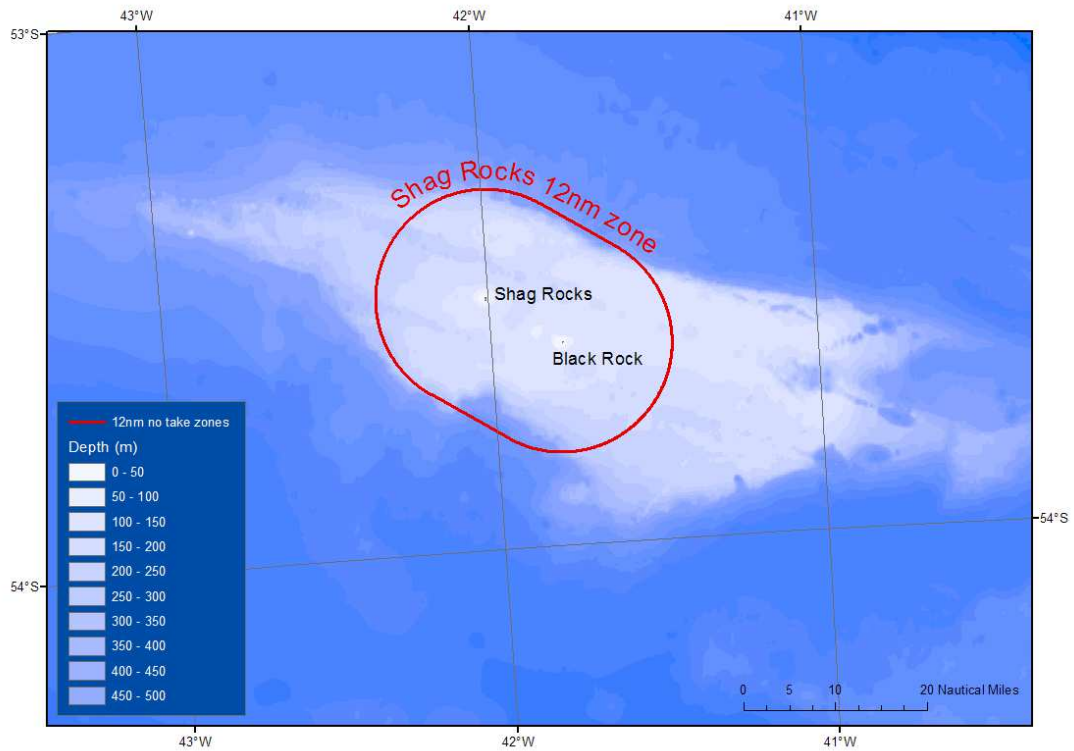 43°W
42°W
41°W
53°S
Shag Rocks 12nm zone
Shag Rocks
Black Rock
12nm no take zones
Depth (m)
0 - 50
50 - 100
100 - 150
150 - 200
200 - 250
250 - 300
300 - 350
350 - 400
400 - 450
450 - 500
54°S
54°S
0 5 10 20 Nautical Miles
43°W
42°W
41°W